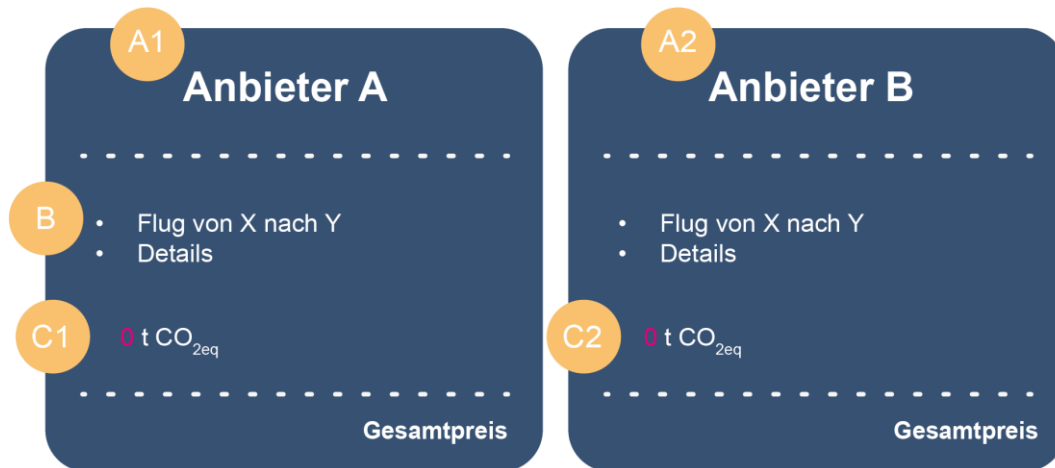 A1
Anbieter A
B
• Flug von X nach Y
• Details
C1
0 t CO2eq
Gesamtpreis
A2
Anbieter B
• Flug von X nach Y
• Details
C2
0 t CO2eq
Gesamtpreis